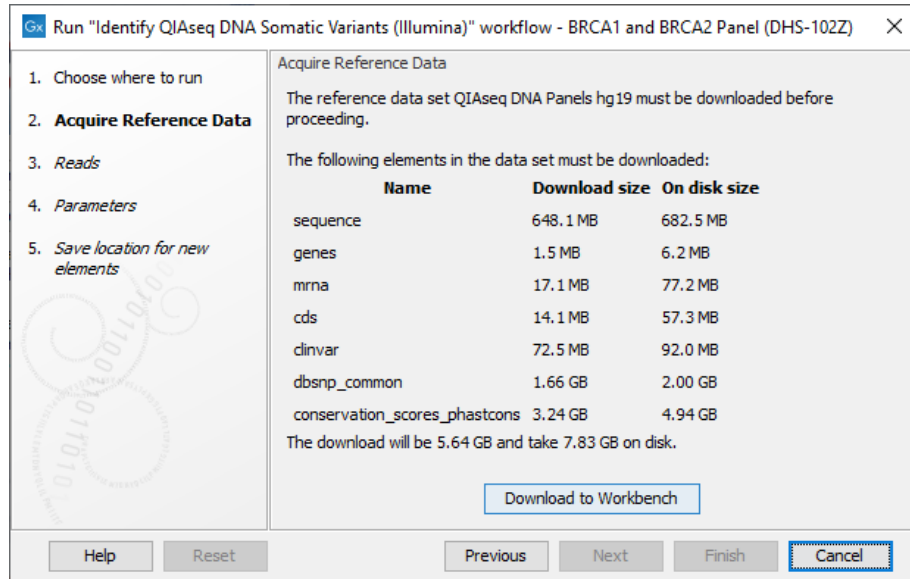 Gx Run "Identify QIAseq DNA Somatic Variants (Illumina)" workflow - BRCA1 and BRCA2 Panel (DHS-102Z)
1. Choose where to run
2. Acquire Reference Data
3. Reads
4. Parameters
5. Save location for new
elements
Acquire Reference Data
The reference data set QIAseq DNA Panels hg19 must be downloaded before
proceeding.
The following elements in the data set must be downloaded:
Name Download size On disk size
sequence 648.1 MB 682.5 MB
genes 1.5 MB 6.2 MB
mrna 17.1 MB 77.2 MB
cds 14.1 MB 57.3 MB
clinvar 72.5 MB 92.0 MB
dbsnp_common 1.66 GB 2.00 GB
conservation_scores_phastcons 3.24 GB 4.94 GB
The download will be 5.64 GB and take 7.83 GB on disk.
Download to Workbench
Help Reset Previous Next Finish Cancel